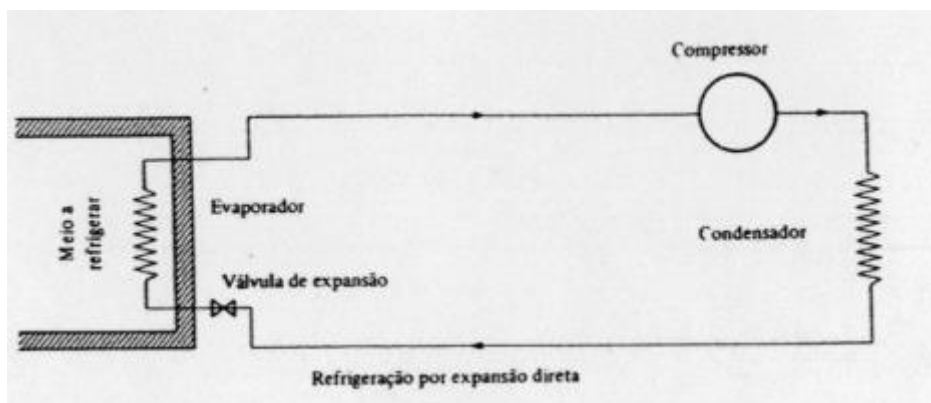 Compressor
Meio a
refrigerar
Evaporador
Condensador
Válvula de expansão
Refrigeração por expansão direta